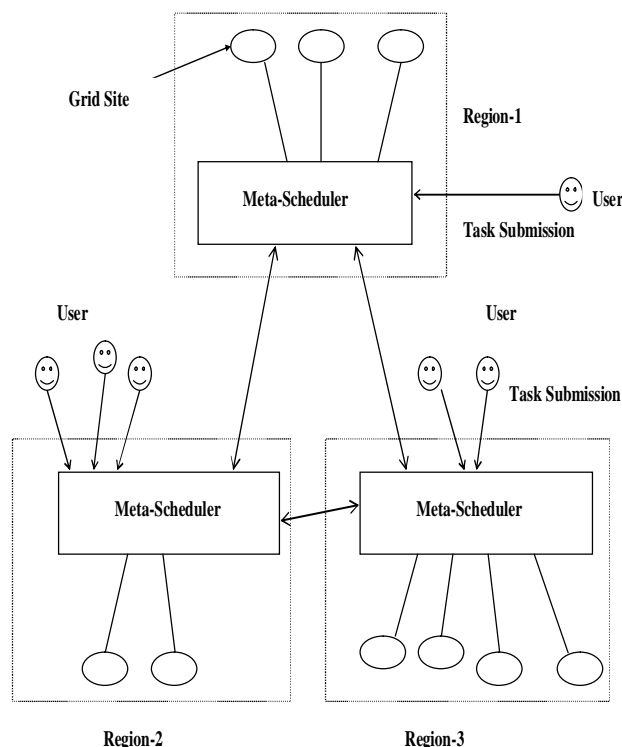 Grid Site
Region-1
Meta-Scheduler
User
Task Submission
User
User
Task Submission
Meta-Scheduler
Meta-Scheduler
Region-2
Region-3